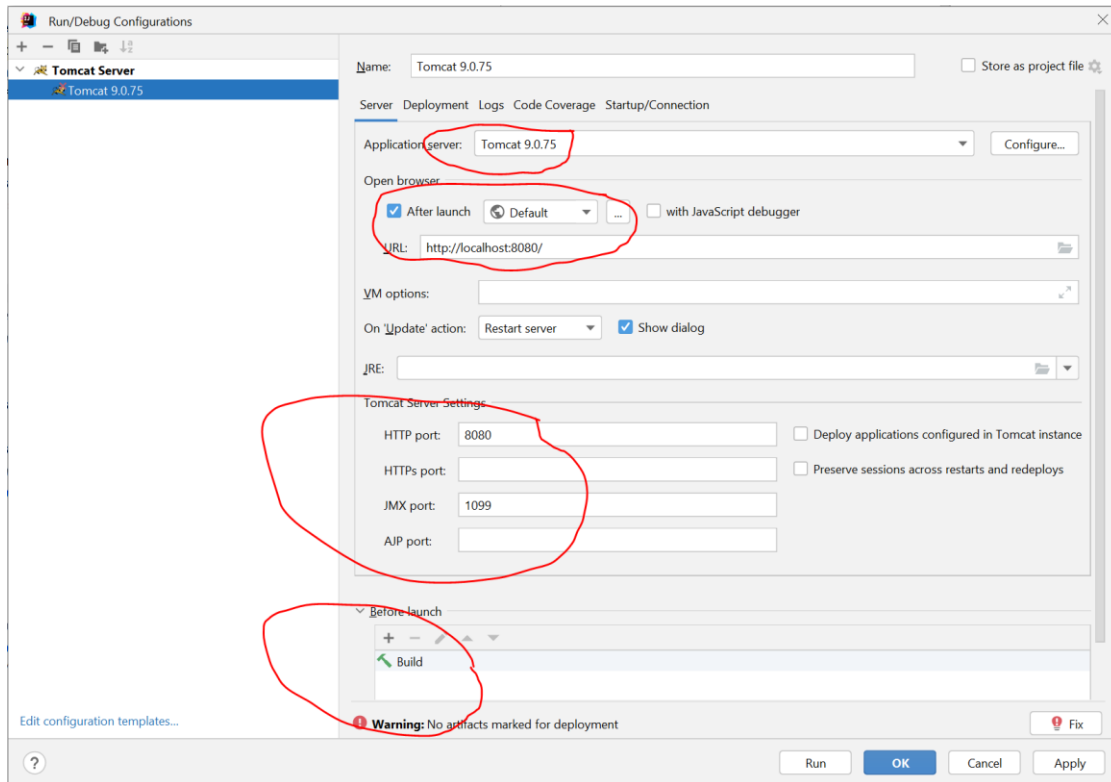 Run/Debug Configurations
Tomcat Server
Tomcat 9.0.75
Name: Tomcat 9.0.75 Store as project file
Server Deployment Logs Code Coverage Startup/Connection
Application server: Tomcat 9.0.75 Configure...
Open browser
After launch Default ... with JavaScript debugger
URL: http://localhost:8080/
VM options:
On 'Update' action: Restart server Show dialog
JRE:
Tomcat Server Settings
HTTP port: 8080 Deploy applications configured in Tomcat instance
HTTPs port: Preserve sessions across restarts and redeploys
JMX port: 1099
AJP port:
Before launch
Build
Edit configuration templates...
Warning: No artifacts marked for deployment Fix
? Run OK Cancel Apply